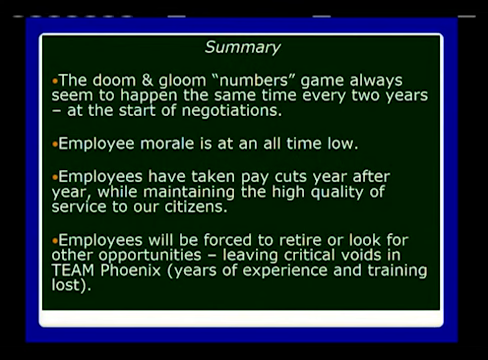 Summary
•The doom & gloom “numbers” game always
seem to happen the same time every two years
– at the start of negotiations.
•Employee morale is at an all time low.
•Employees have taken pay cuts year after
year, while maintaining the high quality of
service to our citizens.
•Employees will be forced to retire or look for
other opportunities – leaving critical voids in
TEAM Phoenix (years of experience and training
lost).